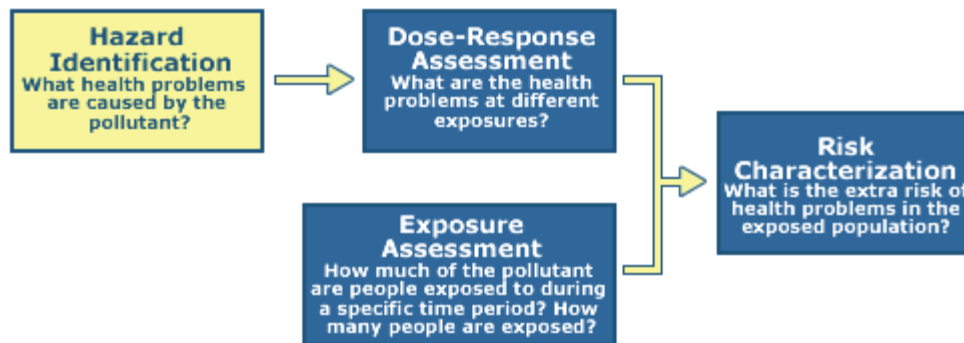 Hazard
Identification
What health problems
are caused by the
pollutant?
Dose-Response
Assessment
What are the health
problems at different
exposures?
Exposure
Assessment
How much of the pollutant
are people exposed to during
a specific time period? How
many people are exposed?
Risk
Characterization
What is the extra risk of
health problems in the
exposed population?